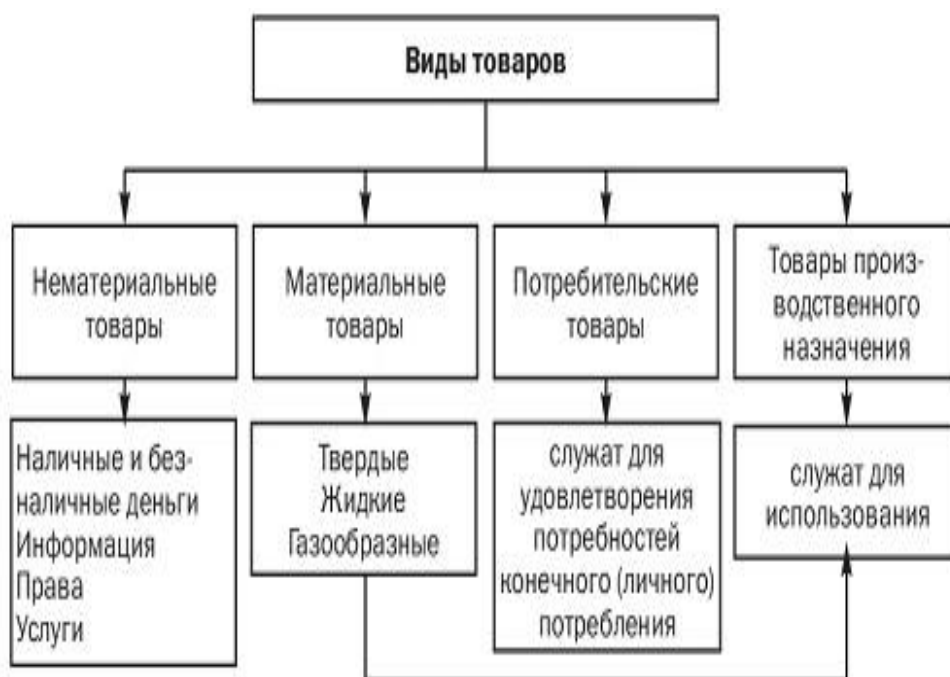 Виды товаров
Нематериальные
товары
Материальные
товары
Потребительские
товары
Товары произ-
водственного
назначения
Наличные и без-
наличные деньги
Информация
Права
Услуги
Твердые
Жидкие
Газообразные
служат для
удовлетворения
потребностей
конечного (личного)
потребления
служат для
использования